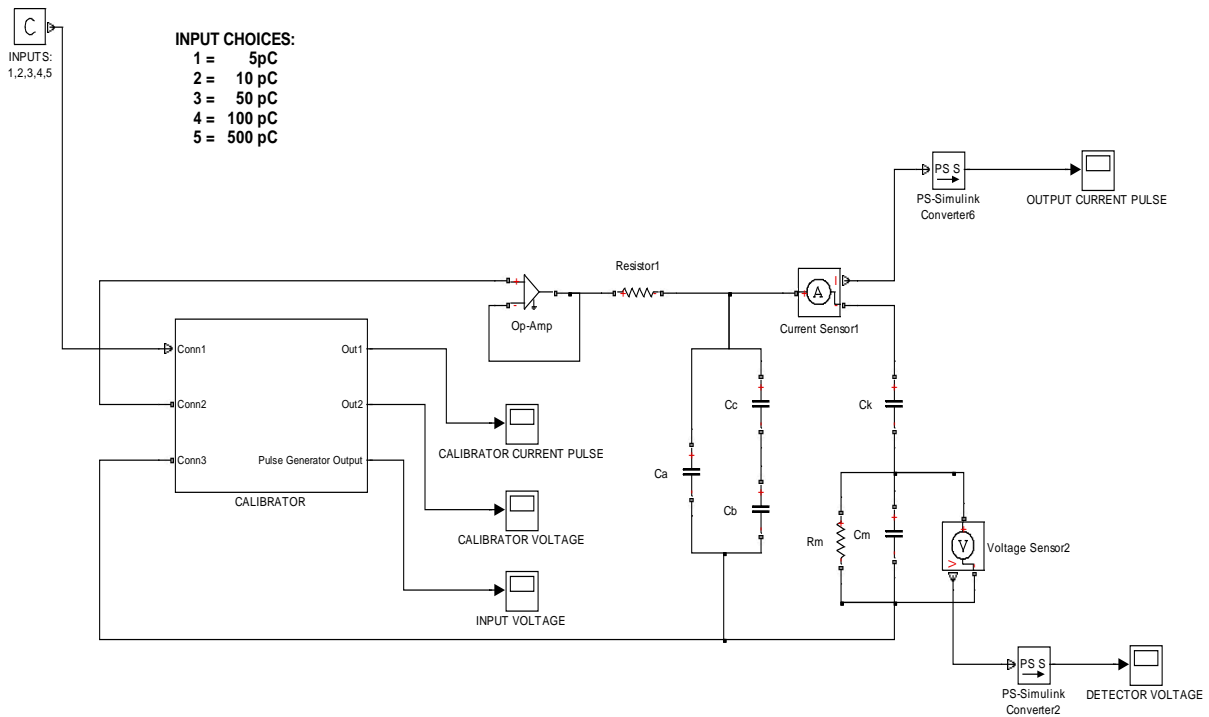 C
INPUTS:
1,2,3,4,5
INPUT CHOICES:
1 = 5pC
2 = 10 pC
3 = 50 pC
4 = 100 pC
5 = 500 pC
PS S
PS-Simulink
Converter6
OUTPUT CURRENT PULSE
Resistor1
+
-
Op-Amp
+
+
A
I
Current Sensor1
Conn1
Conn2
Conn3
Out1
Out2
Pulse Generator Output
CALIBRATOR
CALIBRATOR CURRENT PULSE
CALIBRATOR VOLTAGE
INPUT VOLTAGE
+
Cc
+
Ck
+
Ca
+
Cb
+
Rm
+
Cm
+
V
V
-
Voltage Sensor2
PS S
PS-Simulink
Converter2
DETECTOR VOLTAGE